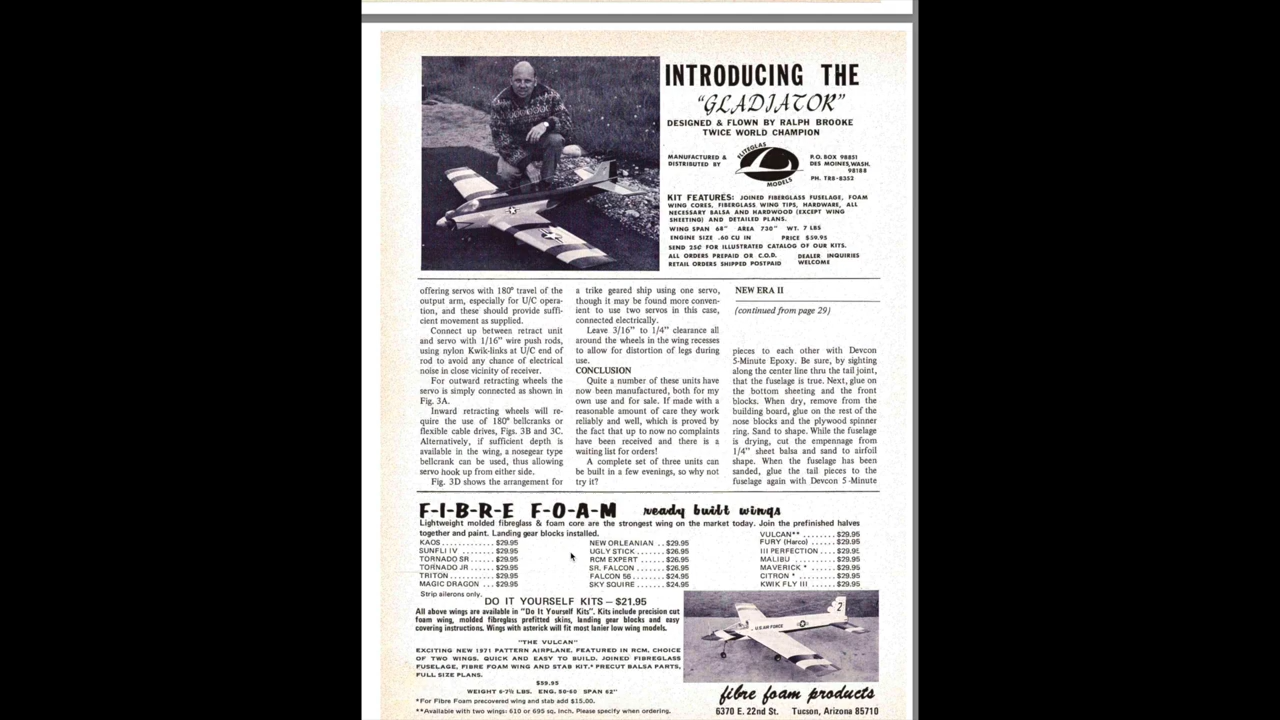 INTRODUCING THE
"GLADIATOR"
DESIGNED & FLOWN BY RALPH BROOKE
TWICE WORLD CHAMPION
MANUFACTURED &
DISTRIBUTED BY
FLITEGLAS
MODELS
P.O. BOX 98851
DES MOINES, WASH.
98188
PH. TR8-8352
KIT FEATURES: JOINED FIBERGLASS FUSELAGE, FOAM
WING CORES, FIBERGLASS WING TIPS, HARDWARE, ALL
NECESSARY BALSA AND HARDWOOD (EXCEPT WING
SHEETING) AND DETAILED PLANS.
WING SPAN 68" AREA 730" WT. 7 LBS
ENGINE SIZE .60 CU IN PRICE $59.95
SEND 25¢ FOR ILLUSTRATED CATALOG OF OUR KITS.
ALL ORDERS PREPAID OR C.O.D.
RETAIL ORDERS SHIPPED POSTPAID
DEALER INQUIRIES
WELCOME
offering servos with 180° travel of the
output arm, especially for U/C opera-
tion, and these should provide suffi-
cient movement as supplied.
Connect up between retract unit
and servo with 1/16" wire push rods,
using nylon Kwik-links at U/C end of
rod to avoid any chance of electrical
noise in close vicinity of receiver.
For outward retracting wheels the
servo is simply connected as shown in
Fig. 3A.
Inward retracting wheels will re-
quire the use of 180° bellcranks or
flexible cable drives, Figs. 3B and 3C.
Alternatively, if sufficient depth is
available in the wing, a nosegear type
bellcrank can be used, thus allowing
servo hook up from either side.
Fig. 3D shows the arrangement for
a trike geared ship using one servo,
though it may be found more conven-
ient to use two servos in this case,
connected electrically.
Leave 3/16" to 1/4" clearance all
around the wheels in the wing recesses
to allow for distortion of legs during
use.
CONCLUSION
Quite a number of these units have
now been manufactured, both for my
own use and for sale. If made with a
reasonable amount of care they work
reliably and well, which is proved by
the fact that up to now no complaints
have been received and there is a
waiting list for orders!
A complete set of three units can
be built in a few evenings, so why not
try it?
NEW ERA II
(continued from page 29)
pieces to each other with Devcon
5-Minute Epoxy. Be sure, by sighting
along the center line thru the tail joint,
that the fuselage is true. Next, glue on
the bottom sheeting and the front
blocks. When dry, remove from the
building board, glue on the rest of the
nose blocks and the plywood spinner
ring. Sand to shape. While the fuselage
is drying, cut the empennage from
1/4" sheet balsa and sand to airfoil
shape. When the fuselage has been
sanded, glue the tail pieces to the
fuselage again with Devcon 5-Minute
F-I-B-R-E F-O-A-M ready built wings
Lightweight molded fibreglass & foam core are the strongest wing on the market today. Join the prefinished halves
together and paint. Landing gear blocks installed.
KAOS ............ $29.95
SUNFLI IV ....... $29.95
TORNADO SR ..... $29.95
TORNADO JR ..... $29.95
TRITON .......... $29.95
MAGIC DRAGON ... $29.95
Strip ailerons only.
NEW ORLEANIAN .. $29.95
UGLY STICK ....... $26.95
RCM EXPERT ...... $26.95
SR. FALCON ....... $26.95
FALCON 56 ........ $24.95
SKY SQUIRE ....... $24.95
VULCAN** ........ $29.95
FURY (Harco) ..... $29.95
III PERFECTION .... $29.95
MALIBU .......... $29.95
MAVERICK * ...... $29.95
CITRON * ......... $29.95
KWIK FLY III ...... $29.95
DO IT YOURSELF KITS – $21.95
All above wings are available in "Do It Yourself Kits". Kits include precision cut
foam wing, molded fibreglass prefitted skins, landing gear blocks and easy
covering instructions. Wings with asterick will fit most lanier low wing models.
"THE VULCAN"
EXCITING NEW 1971 PATTERN AIRPLANE, FEATURED IN RCM, CHOICE
OF TWO WINGS. QUICK AND EASY TO BUILD. JOINED FIBREGLASS
FUSELAGE, FIBRE FOAM WING AND STAB KIT.* PRECUT BALSA PARTS,
FULL SIZE PLANS.
$59.95
WEIGHT 6-7½ LBS. ENG. 50-60 SPAN 62"
*For Fibre Foam precovered wing and stab add $15.00.
**Available with two wings: 610 or 695 sq. inch. Please specify when ordering.
2
U.S. AIR FORCE
fibre foam products
6370 E. 22nd St. Tucson, Arizona 85710